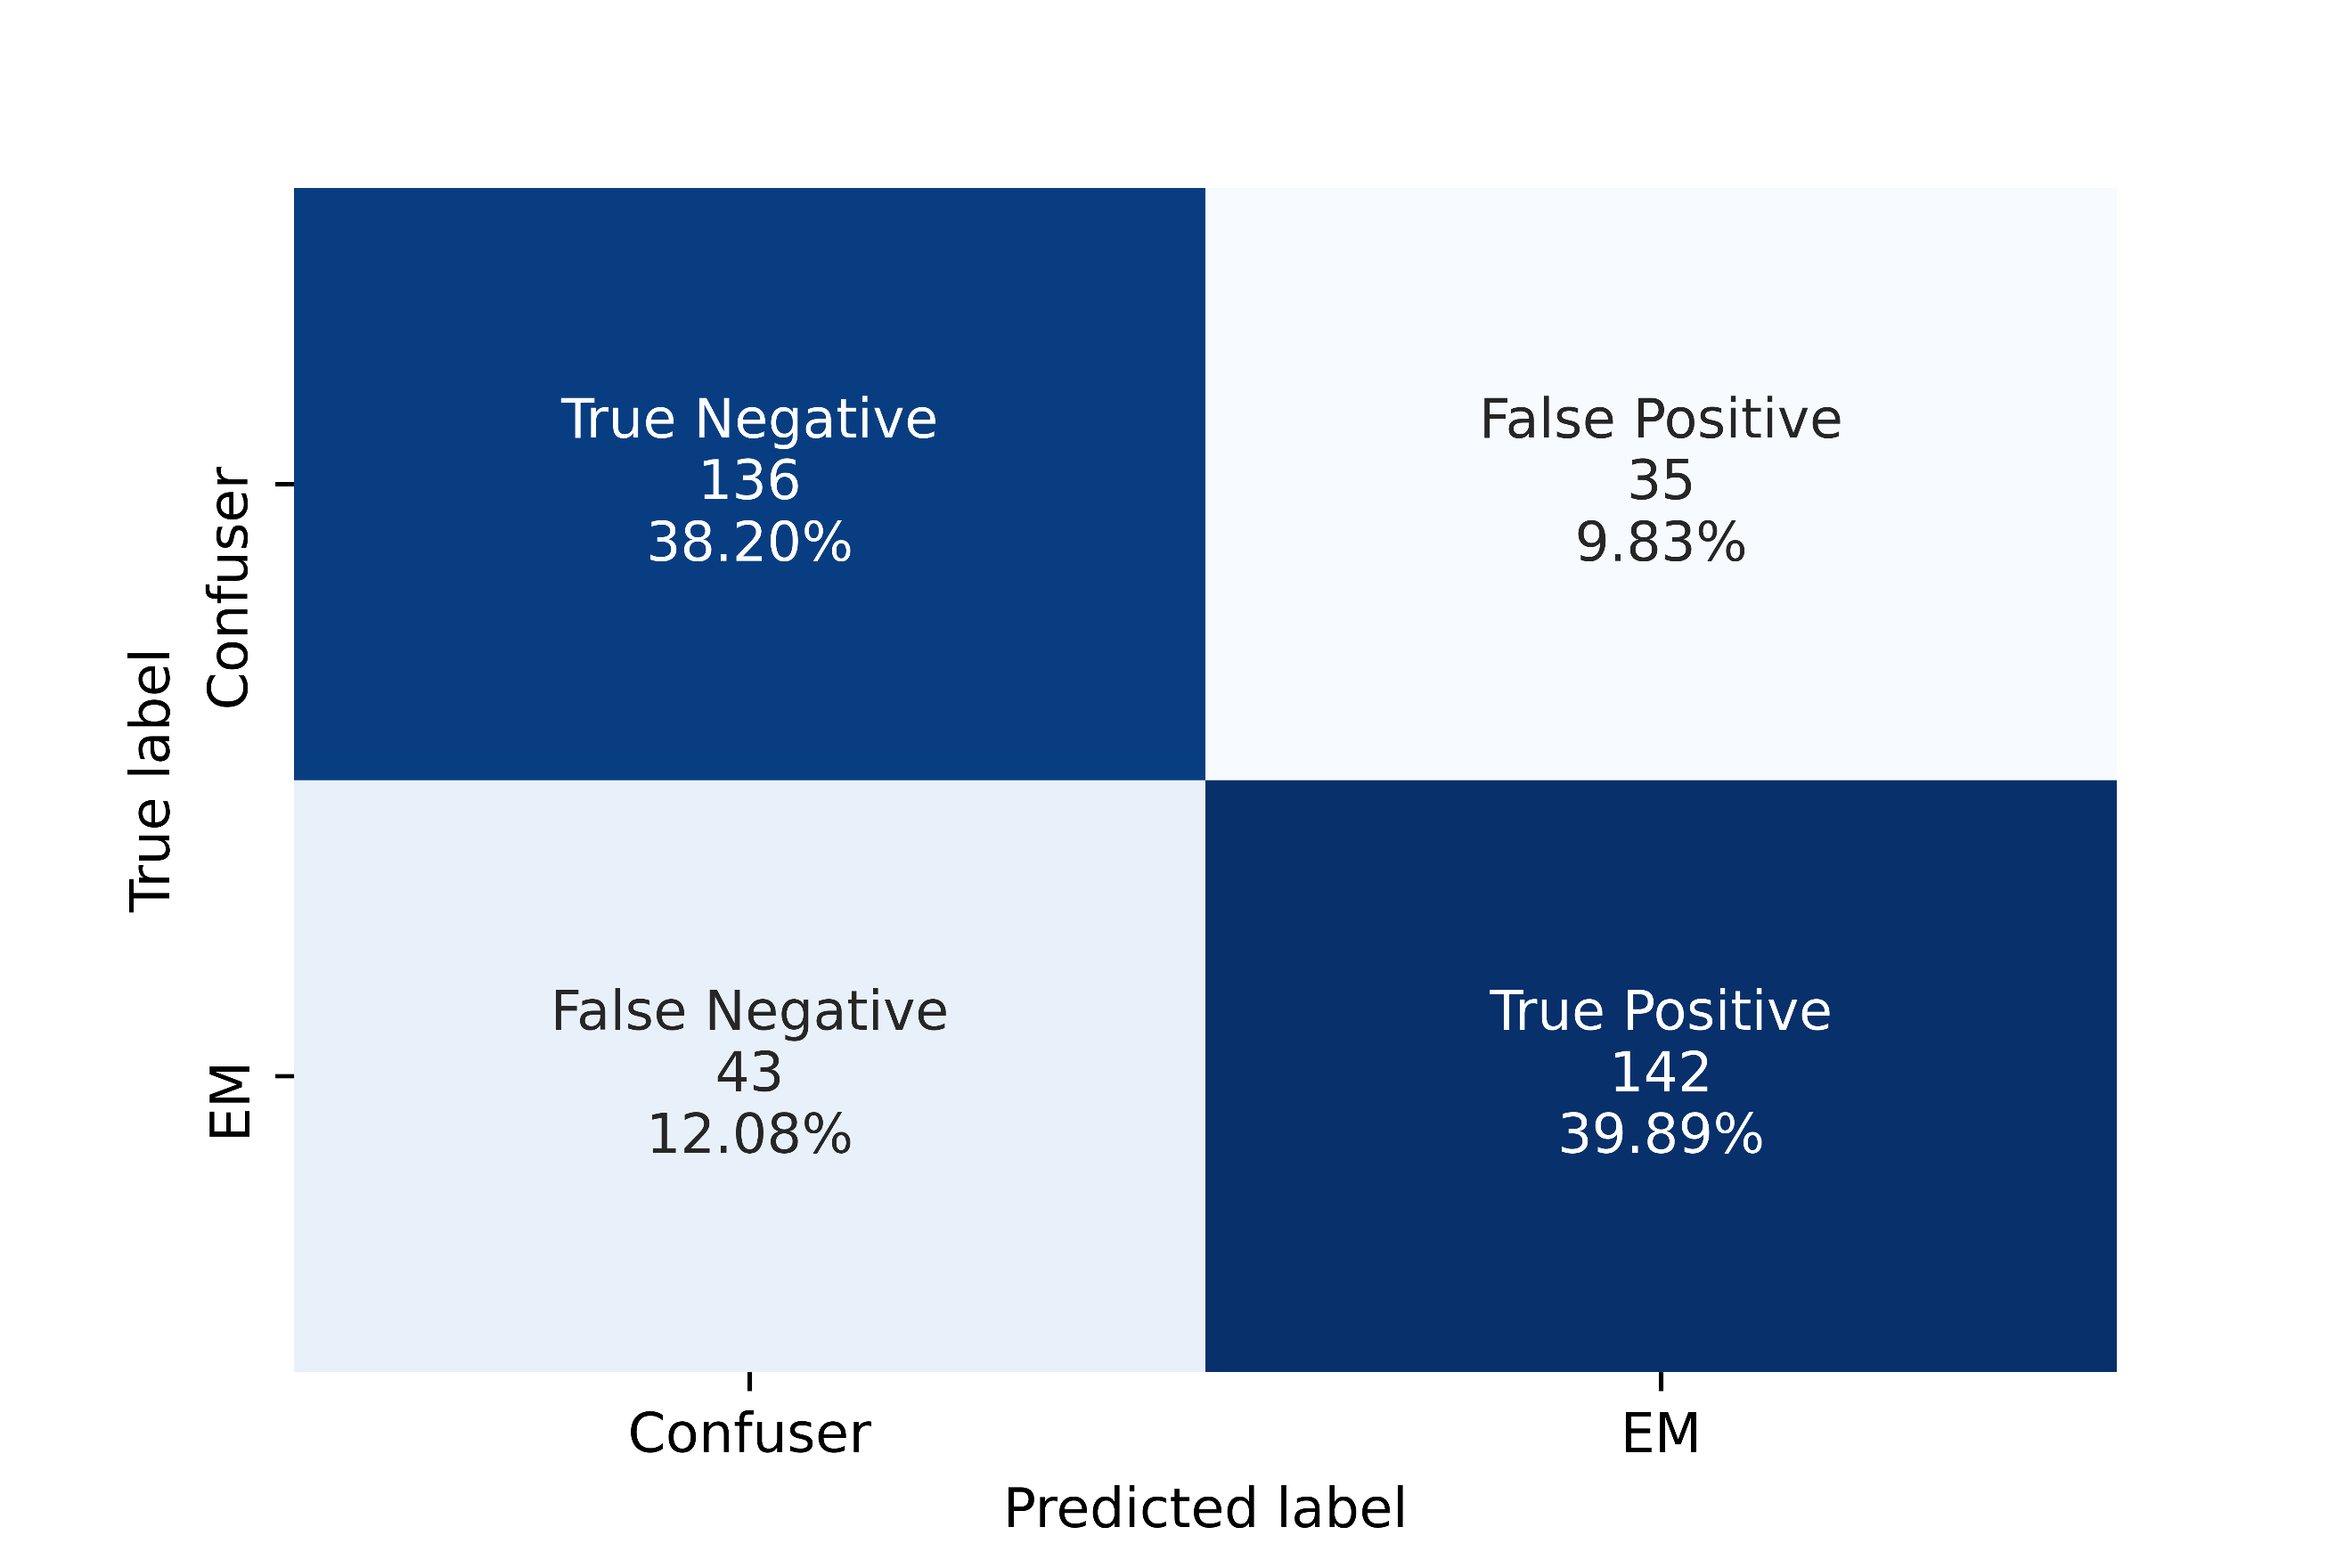 True label
Confuser
EM
True Negative
136
38.20%
False Positive
35
9.83%
False Negative
43
12.08%
True Positive
142
39.89%
Confuser
EM
Predicted label